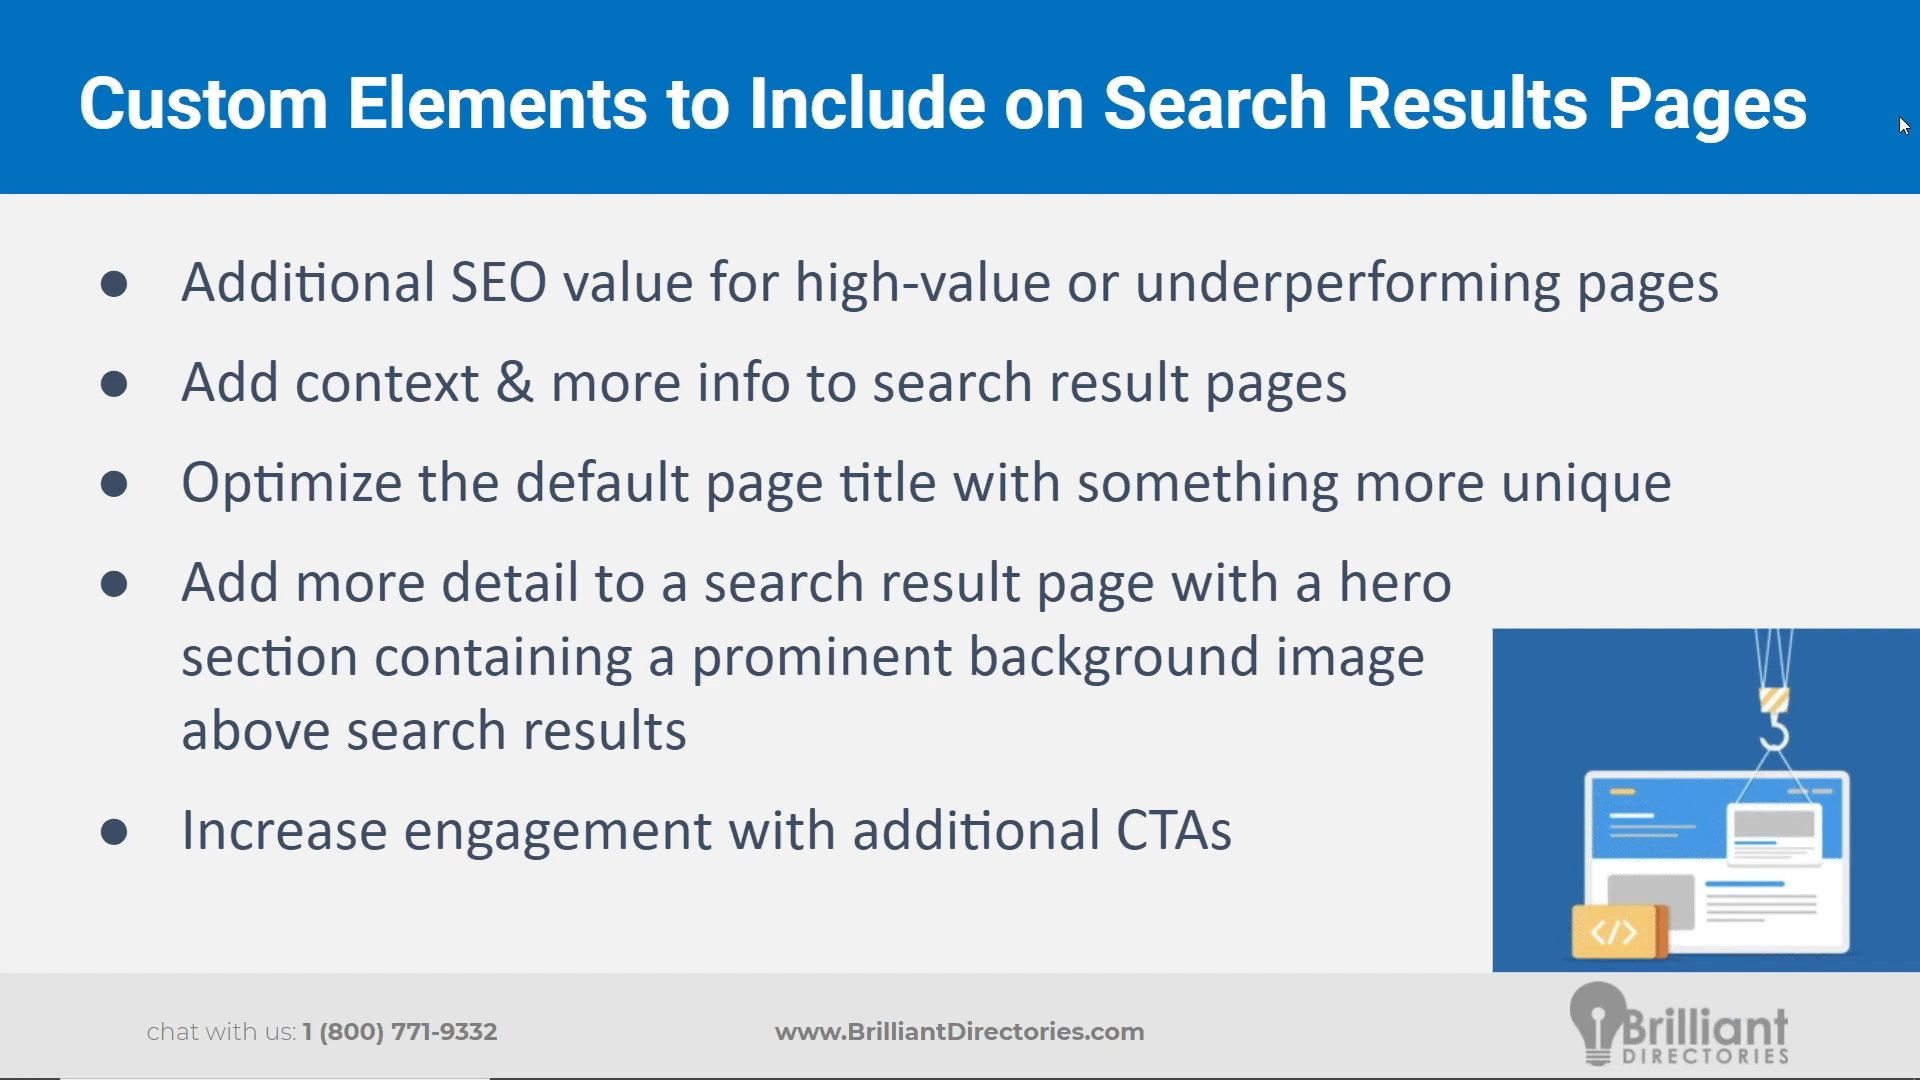 Custom Elements to Include on Search Results Pages
● Additional SEO value for high-value or underperforming pages
● Add context & more info to search result pages
● Optimize the default page title with something more unique
● Add more detail to a search result page with a hero
section containing a prominent background image
above search results
● Increase engagement with additional CTAs
</>
chat with us: 1 (800) 771-9332
www.BrilliantDirectories.com
Brilliant
DIRECTORIES